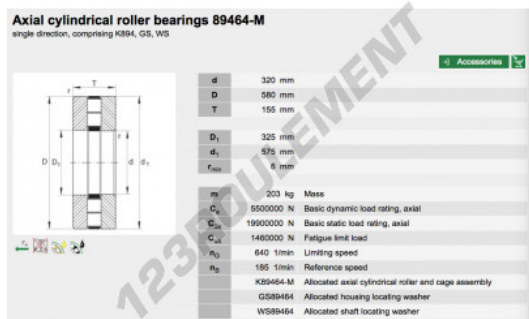 Axial cylindrical roller bearings 89464-M
single direction, comprising K894, GS, WS
Accessories
T
r
r
D D₁ d d₁
d 320 mm
D 580 mm
T 155 mm
D₁ 325 mm
d₁ 575 mm
rmin 6 mm
m 203 kg Mass
Ca 5500000 N Basic dynamic load rating, axial
C0a 19900000 N Basic static load rating, axial
Cua 1460000 N Fatigue limit load
nG 640 1/min Limiting speed
nB 185 1/min Reference speed
K89464-M Allocated axial cylindrical roller and cage assembly
GS89464 Allocated housing locating washer
WS89464 Allocated shaft locating washer
123ROULEMENT